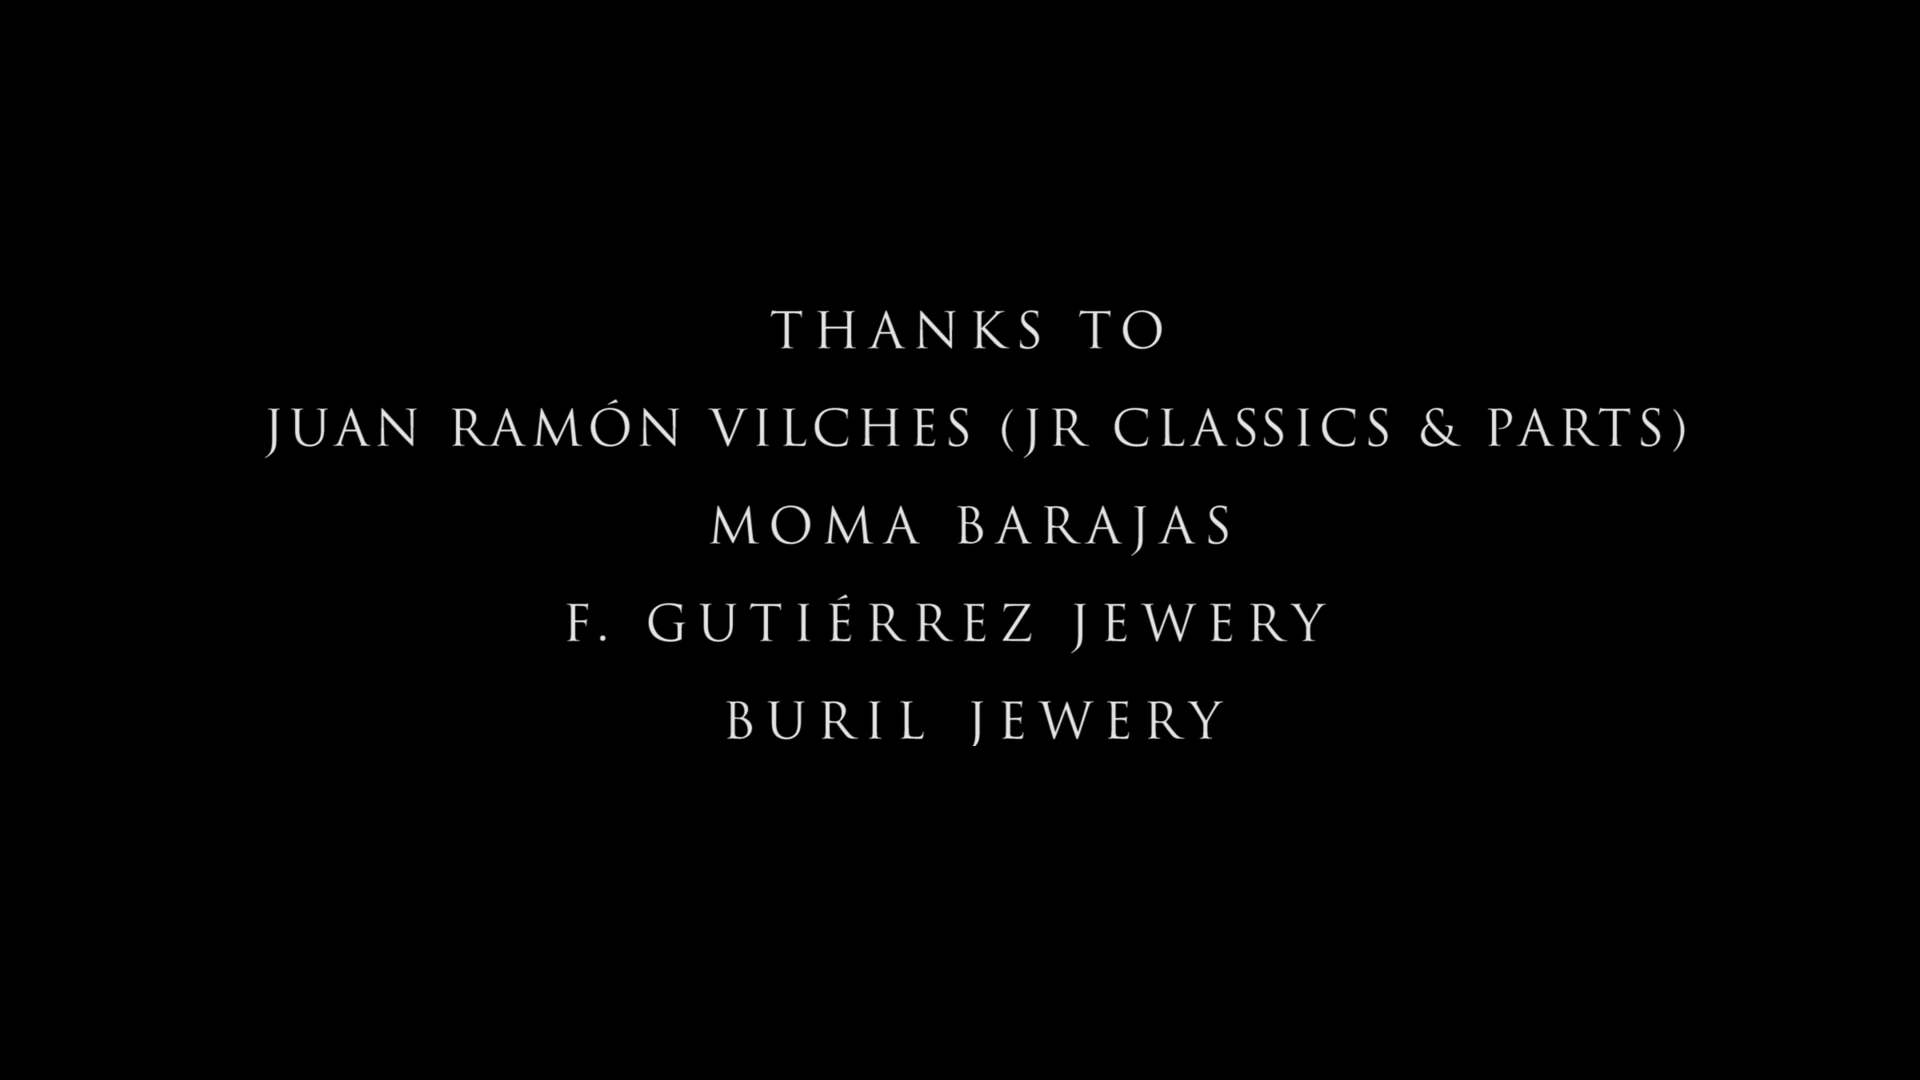 THANKS TO
JUAN RAMÓN VILCHES (JR CLASSICS & PARTS)
MOMA BARAJAS
F. GUTIÉRREZ JEWERY
BURIL JEWERY